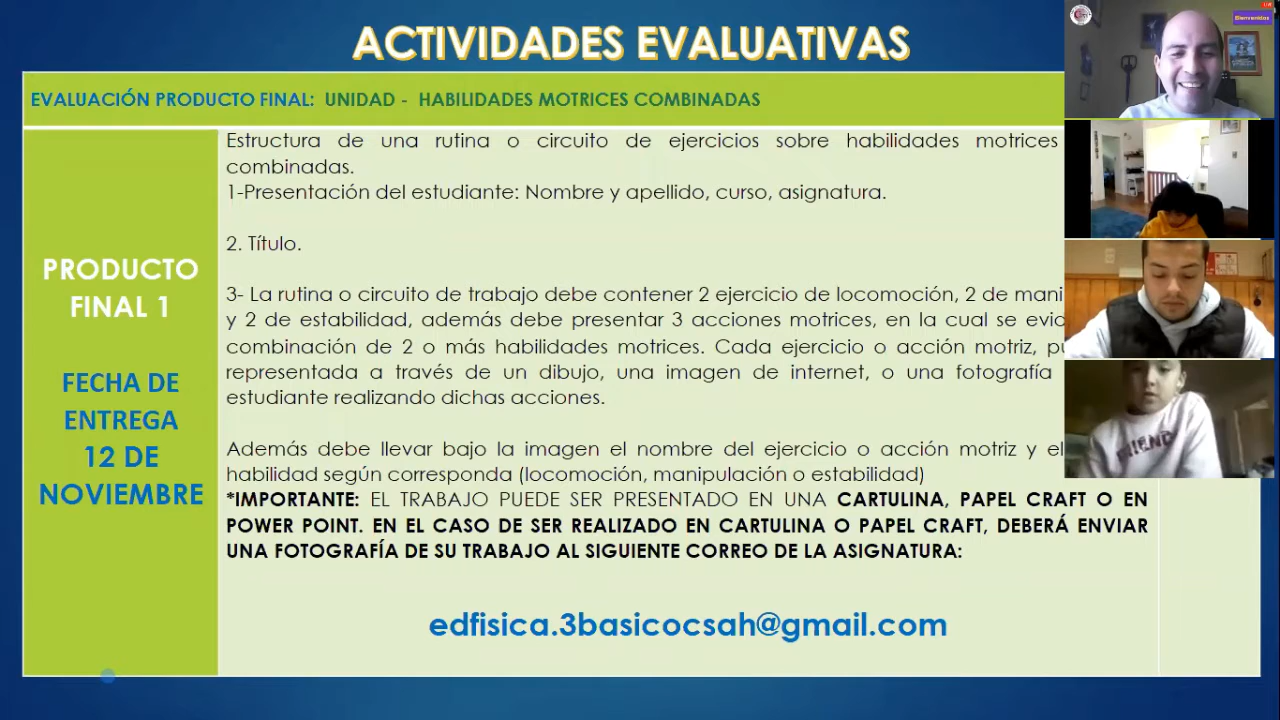 ACTIVIDADES EVALUATIVAS
Bienvenidos
EVALUACIÓN PRODUCTO FINAL: UNIDAD - HABILIDADES MOTRICES COMBINADAS
Estructura de una rutina o circuito de ejercicios sobre habilidades motrices
combinadas.
1-Presentación del estudiante: Nombre y apellido, curso, asignatura.
2. Título.
3- La rutina o circuito de trabajo debe contener 2 ejercicio de locomoción, 2 de mani
y 2 de estabilidad, además debe presentar 3 acciones motrices, en la cual se evid
combinación de 2 o más habilidades motrices. Cada ejercicio o acción motriz, pu
representada a través de un dibujo, una imagen de internet, o una fotografía
estudiante realizando dichas acciones.
Además debe llevar bajo la imagen el nombre del ejercicio o acción motriz y el
habilidad según corresponda (locomoción, manipulación o estabilidad)
*IMPORTANTE: EL TRABAJO PUEDE SER PRESENTADO EN UNA CARTULINA, PAPEL CRAFT O EN
POWER POINT. EN EL CASO DE SER REALIZADO EN CARTULINA O PAPEL CRAFT, DEBERÁ ENVIAR
UNA FOTOGRAFÍA DE SU TRABAJO AL SIGUIENTE CORREO DE LA ASIGNATURA:
edfisica.3basicocsah@gmail.com
PRODUCTO
FINAL 1
FECHA DE
ENTREGA
12 DE
NOVIEMBRE